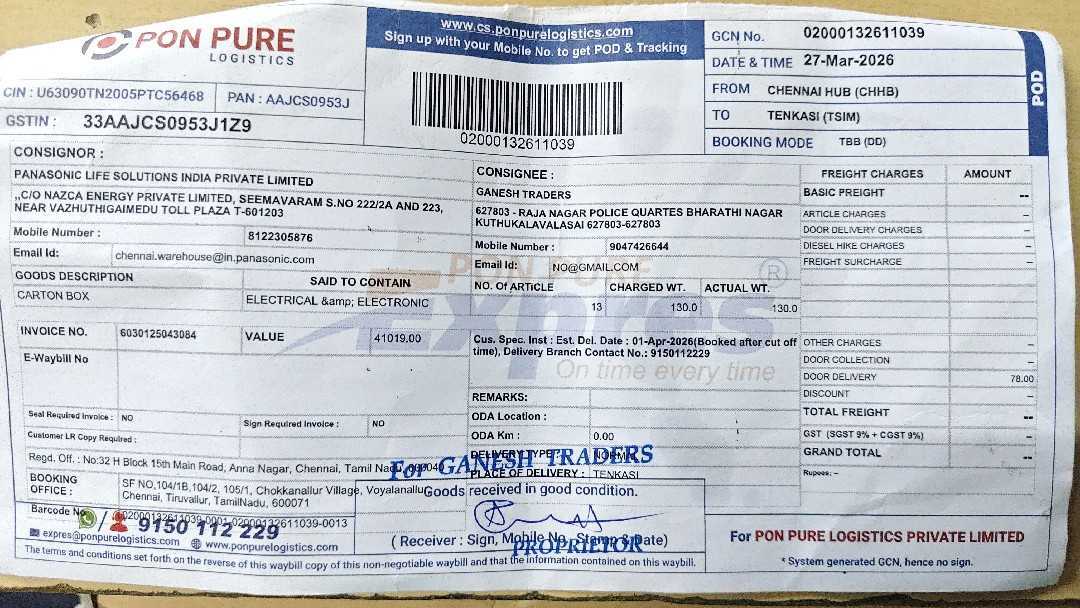 PON PURE
LOGISTICS
CIN : U63090TN2005PTC56468
PAN : AAJCS0953J
GSTIN : 33AAJCS0953J1Z9
www.cs.ponpurelogistics.com
Sign up with your Mobile No. to get POD & Tracking
02000132611039
GCN No. 02000132611039
DATE & TIME 27-Mar-2026
FROM CHENNAI HUB (CHHB)
TO TENKASI (TSIM)
BOOKING MODE TBB (DD)
POD
CONSIGNOR :
PANASONIC LIFE SOLUTIONS INDIA PRIVATE LIMITED
,,C/O NAZCA ENERGY PRIVATE LIMITED, SEEMAVARAM S.NO 222/2A AND 223,
NEAR VAZHUTHIGAIMEDU TOLL PLAZA T-601203
Mobile Number : 8122305876
Email Id: chennai.warehouse@in.panasonic.com
GOODS DESCRIPTION SAID TO CONTAIN
CARTON BOX ELECTRICAL &amp; ELECTRONIC
INVOICE NO. 6030125043084 VALUE 41019.00
E-Waybill No
Seal Required Invoice : NO Sign Required Invoice : NO
Customer LR Copy Required :
CONSIGNEE :
GANESH TRADERS
627803 - RAJA NAGAR POLICE QUARTES BHARATHI NAGAR
KUTHUKALAVALASAI 627803-627803
Mobile Number : 9047426644
Email Id: NO@GMAIL.COM
NO. Of ARTICLE CHARGED WT. ACTUAL WT.
13 130.0 130.0
PON PURE
Expres ®
On time every time
Cus. Spec. Inst : Est. Del. Date : 01-Apr-2026(Booked after cut off
time), Delivery Branch Contact No.: 9150112229
REMARKS:
ODA Location :
ODA Km : 0.00
DELIVERY TYPE : NORMAL
PLACE OF DELIVERY : TENKASI
FREIGHT CHARGES AMOUNT
BASIC FREIGHT --
ARTICLE CHARGES –
DOOR DELIVERY CHARGES –
DIESEL HIKE CHARGES –
FREIGHT SURCHARGE –
OTHER CHARGES –
DOOR COLLECTION –
DOOR DELIVERY 78.00
DISCOUNT –
TOTAL FREIGHT --
GST (SGST 9% + CGST 9%) –
GRAND TOTAL --
Rupees: –
Regd. Off. : No:32 H Block 15th Main Road, Anna Nagar, Chennai, Tamil Nadu, 600040
BOOKING OFFICE : SF NO,104/1B,104/2, 105/1, Chokkanallur Village, Voyalanallur
Chennai, Tiruvallur, TamilNadu, 600071
Barcode No 02000132611039-0001-02000132611039-0013
9150 112 229
expres@ponpurelogistics.com www.ponpurelogistics.com
For GANESH TRADERS
Goods received in good condition.
( Receiver : Sign, Mobile No., Stamp & Date)
PROPRIETOR
For PON PURE LOGISTICS PRIVATE LIMITED
* System generated GCN, hence no sign.
The terms and conditions set forth on the reverse of this waybill copy of this non-negotiable waybill and that the information contained on this waybill.